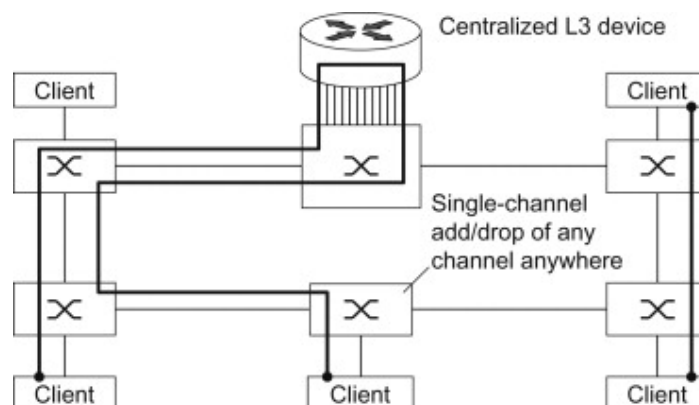 Centralized L3 device
Client
Client
Single-channel
add/drop of any
channel anywhere
Client
Client
Client